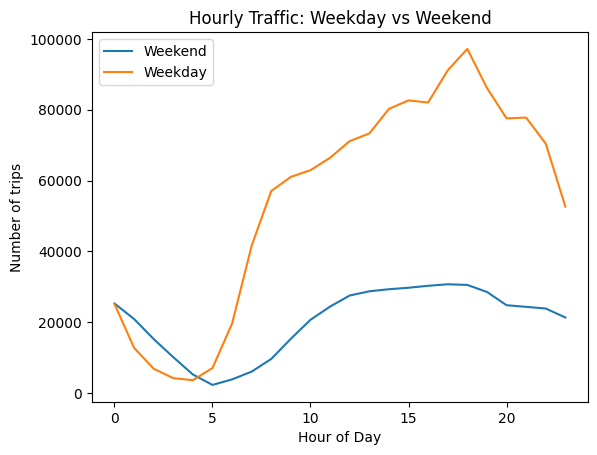 Hourly Traffic: Weekday vs Weekend
Weekend
Weekday
Number of trips
100000
80000
60000
40000
20000
0
0 5 10 15 20
Hour of Day